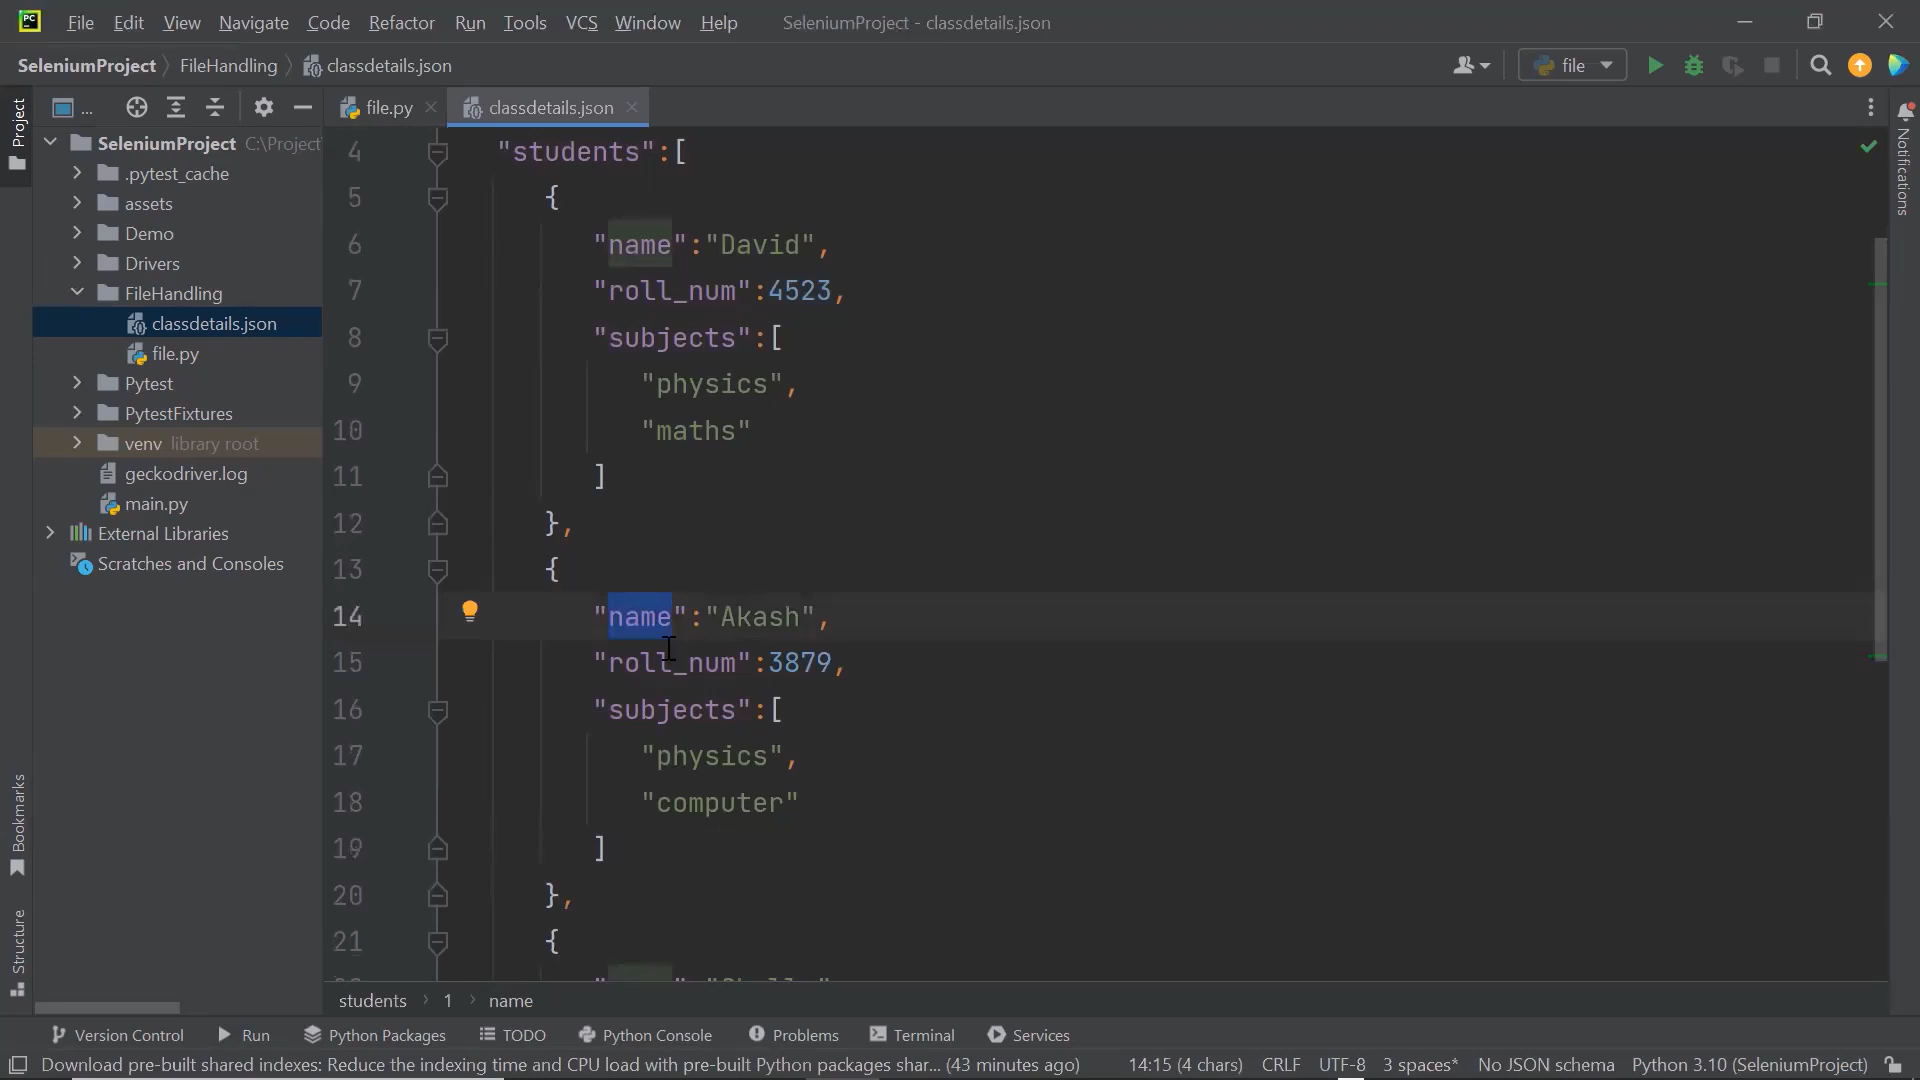 PC File Edit View Navigate Code Refactor Run Tools VCS Window Help SeleniumProject - classdetails.json
SeleniumProject FileHandling classdetails.json file
Project
... file.py classdetails.json
SeleniumProject C:\Project
.pytest_cache
assets
Demo
Drivers
FileHandling
classdetails.json
file.py
Pytest
PytestFixtures
venv library root
geckodriver.log
main.py
External Libraries
Scratches and Consoles
Bookmarks
Structure
4 "students":[
5 {
6 "name":"David",
7 "roll_num":4523,
8 "subjects":[
9 "physics",
10 "maths"
11 ]
12 },
13 {
14 "name":"Akash",
15 "roll_num":3879,
16 "subjects":[
17 "physics",
18 "computer"
19 ]
20 },
21 {
Notifications
students 1 name
Version Control Run Python Packages TODO Python Console Problems Terminal Services
Download pre-built shared indexes: Reduce the indexing time and CPU load with pre-built Python packages shar... (43 minutes ago) 14:15 (4 chars) CRLF UTF-8 3 spaces* No JSON schema Python 3.10 (SeleniumProject)